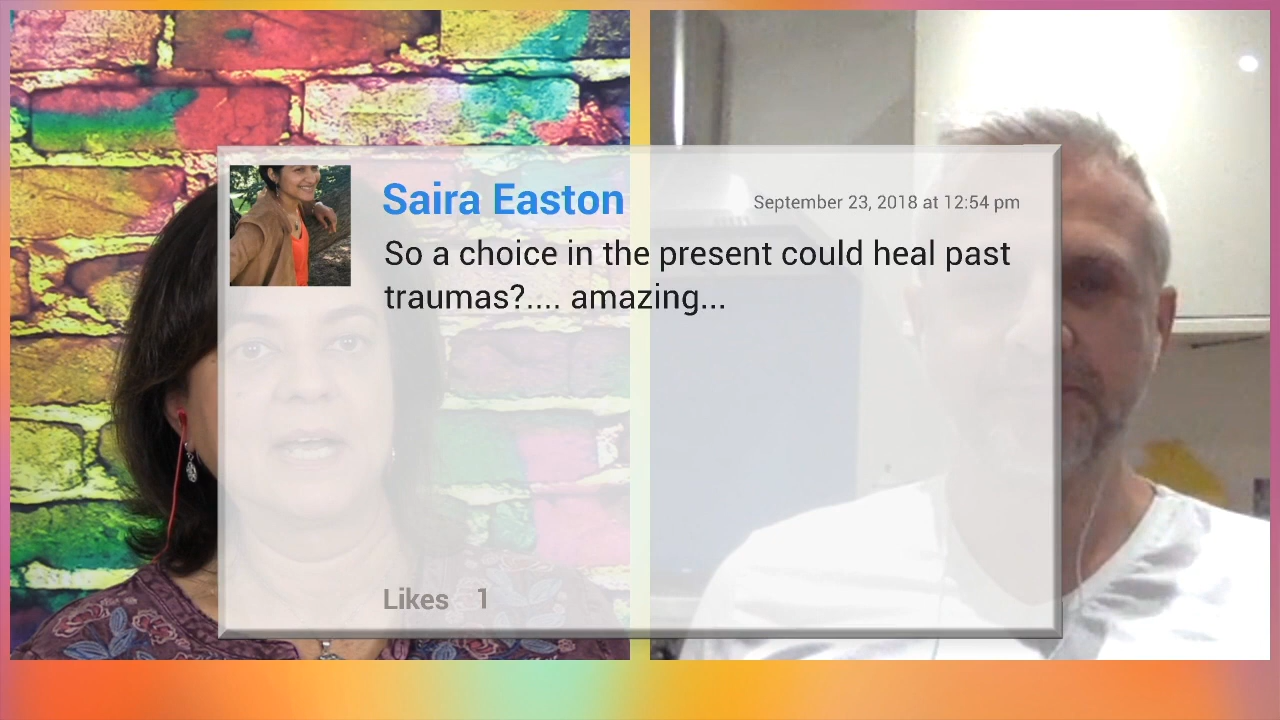 Saira Easton
September 23, 2018 at 12:54 pm
So a choice in the present could heal past
traumas?.... amazing...
Likes 1